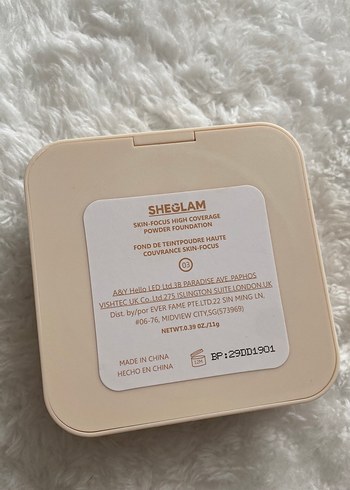 SHEGLAM
SKIN-FOCUS HIGH COVERAGE
POWDER FOUNDATION
FOND DE TEINTPOUDRE HAUTE
COUVRANCE SKIN-FOCUS
03
A&Y Hello LED Ltd.3B PARADISE AVE. PAPHOS
VISHTEC UK Co.,Ltd.275 ISLINGTON SUITE LONDON,UK
Dist. by/por EVER FAME PTE.LTD.22 SIN MING LN.
#06-76, MIDVIEW CITY,SG(573969)
NETWT.0.39 OZ./11g
MADE IN CHINA
HECHO EN CHINA
12M
BP:29DD1901